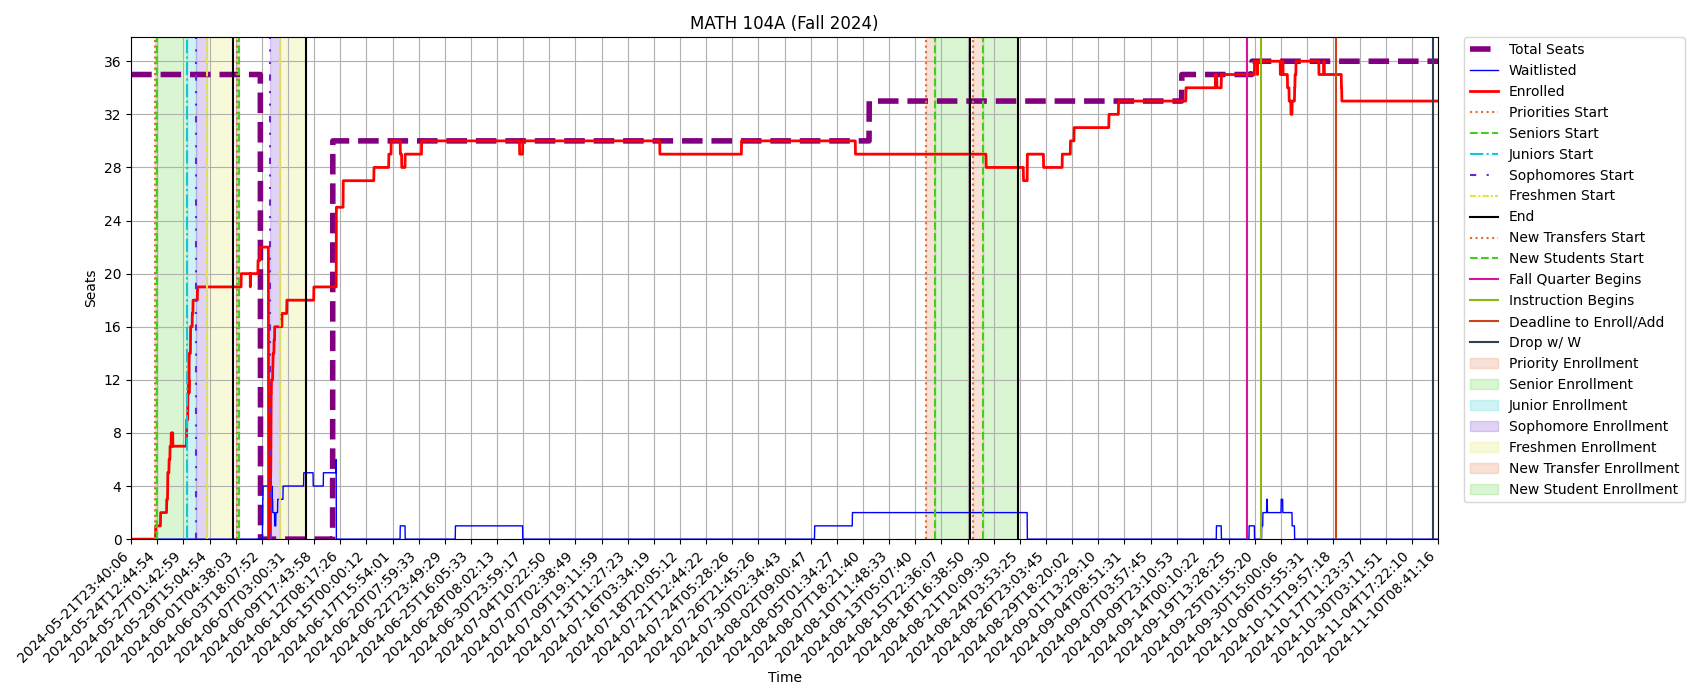 MATH 104A (Fall 2024)
36
32
28
24
20
16
12
8
4
0
Seats
2024-05-21T23:40:06
2024-05-24T12:44:54
2024-05-27T01:42:59
2024-05-29T15:04:54
2024-06-01T04:38:03
2024-06-03T18:07:52
2024-06-07T03:00:31
2024-06-09T17:43:58
2024-06-12T08:17:26
2024-06-15T00:00:12
2024-06-17T15:54:01
2024-06-20T07:59:33
2024-06-22T23:49:29
2024-06-25T16:05:33
2024-06-28T08:02:13
2024-06-30T23:59:17
2024-07-04T10:22:50
2024-07-07T02:38:49
2024-07-09T19:11:59
2024-07-13T11:27:23
2024-07-16T03:34:19
2024-07-18T20:05:12
2024-07-21T12:44:22
2024-07-24T05:28:26
2024-07-26T21:45:26
2024-07-30T02:34:43
2024-08-02T09:00:47
2024-08-05T01:34:27
2024-08-07T18:21:40
2024-08-10T11:48:33
2024-08-13T05:07:40
2024-08-15T22:36:07
2024-08-18T16:38:50
2024-08-21T10:09:30
2024-08-24T03:53:25
2024-08-26T23:03:45
2024-08-29T18:20:02
2024-09-01T13:29:10
2024-09-04T08:51:31
2024-09-07T03:57:45
2024-09-09T23:10:53
2024-09-14T00:10:22
2024-09-19T13:28:25
2024-09-25T01:55:20
2024-09-30T15:00:06
2024-10-06T05:55:31
2024-10-11T19:57:18
2024-10-17T11:23:37
2024-10-30T03:11:51
2024-11-04T17:22:10
2024-11-10T08:41:16
Time
Total Seats
Waitlisted
Enrolled
Priorities Start
Seniors Start
Juniors Start
Sophomores Start
Freshmen Start
End
New Transfers Start
New Students Start
Fall Quarter Begins
Instruction Begins
Deadline to Enroll/Add
Drop w/ W
Priority Enrollment
Senior Enrollment
Junior Enrollment
Sophomore Enrollment
Freshmen Enrollment
New Transfer Enrollment
New Student Enrollment